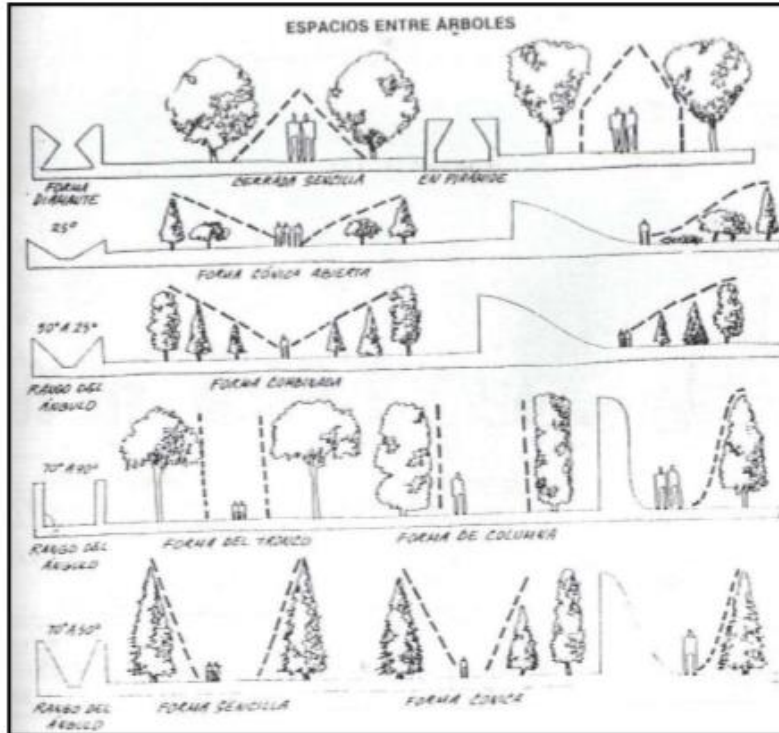 ESPACIOS ENTRE ÁRBOLES
FORMA
DIAMANTE
CERRADA SENCILLA
EN PIRÁMIDE
25°
FORMA CÓNICA ABIERTA
50° A 25°
RANGO DEL
ÁNGULO
FORMA COMBINADA
70° A 90°
RANGO DEL
ÁNGULO
FORMA DEL TRONCO
FORMA DE COLUMNA
70° A 50°
RANGO DEL
ÁNGULO
FORMA SENCILLA
FORMA CONICA